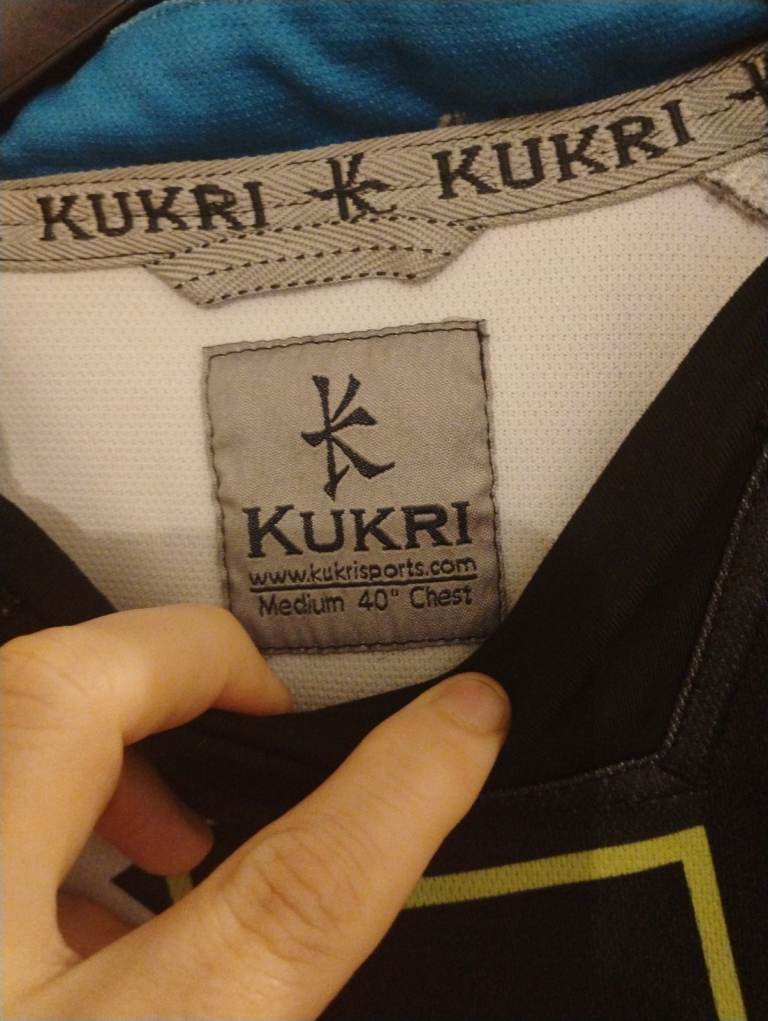 KUKRI KUKRI
KUKRI
www.kukrisports.com
Medium 40" Chest